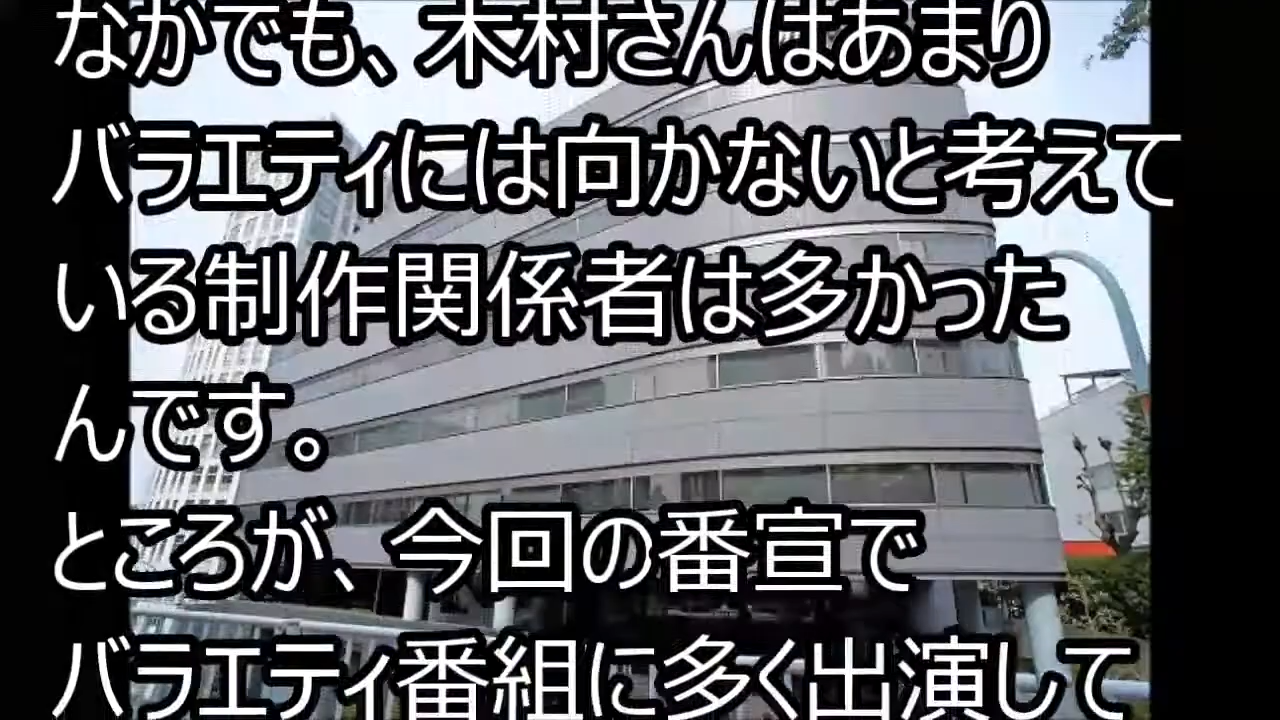 なかでも、木村さんはあまり
バラエティには向かないと考えて
いる制作関係者は多かった
んです。
ところが、今回の番宣で
バラエティ番組に多く出演して